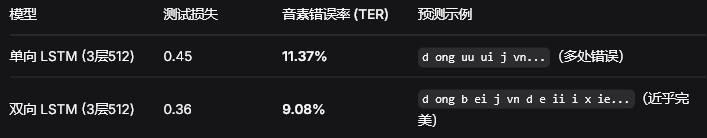 模型 测试损失 音素错误率 (TER) 预测示例
单向 LSTM (3层512) 0.45 11.37% d ong uu ui j vn... (多处错误)
双向 LSTM (3层512) 0.36 9.08% d ong b ei j vn d e ii i x ie... (近乎完
美)